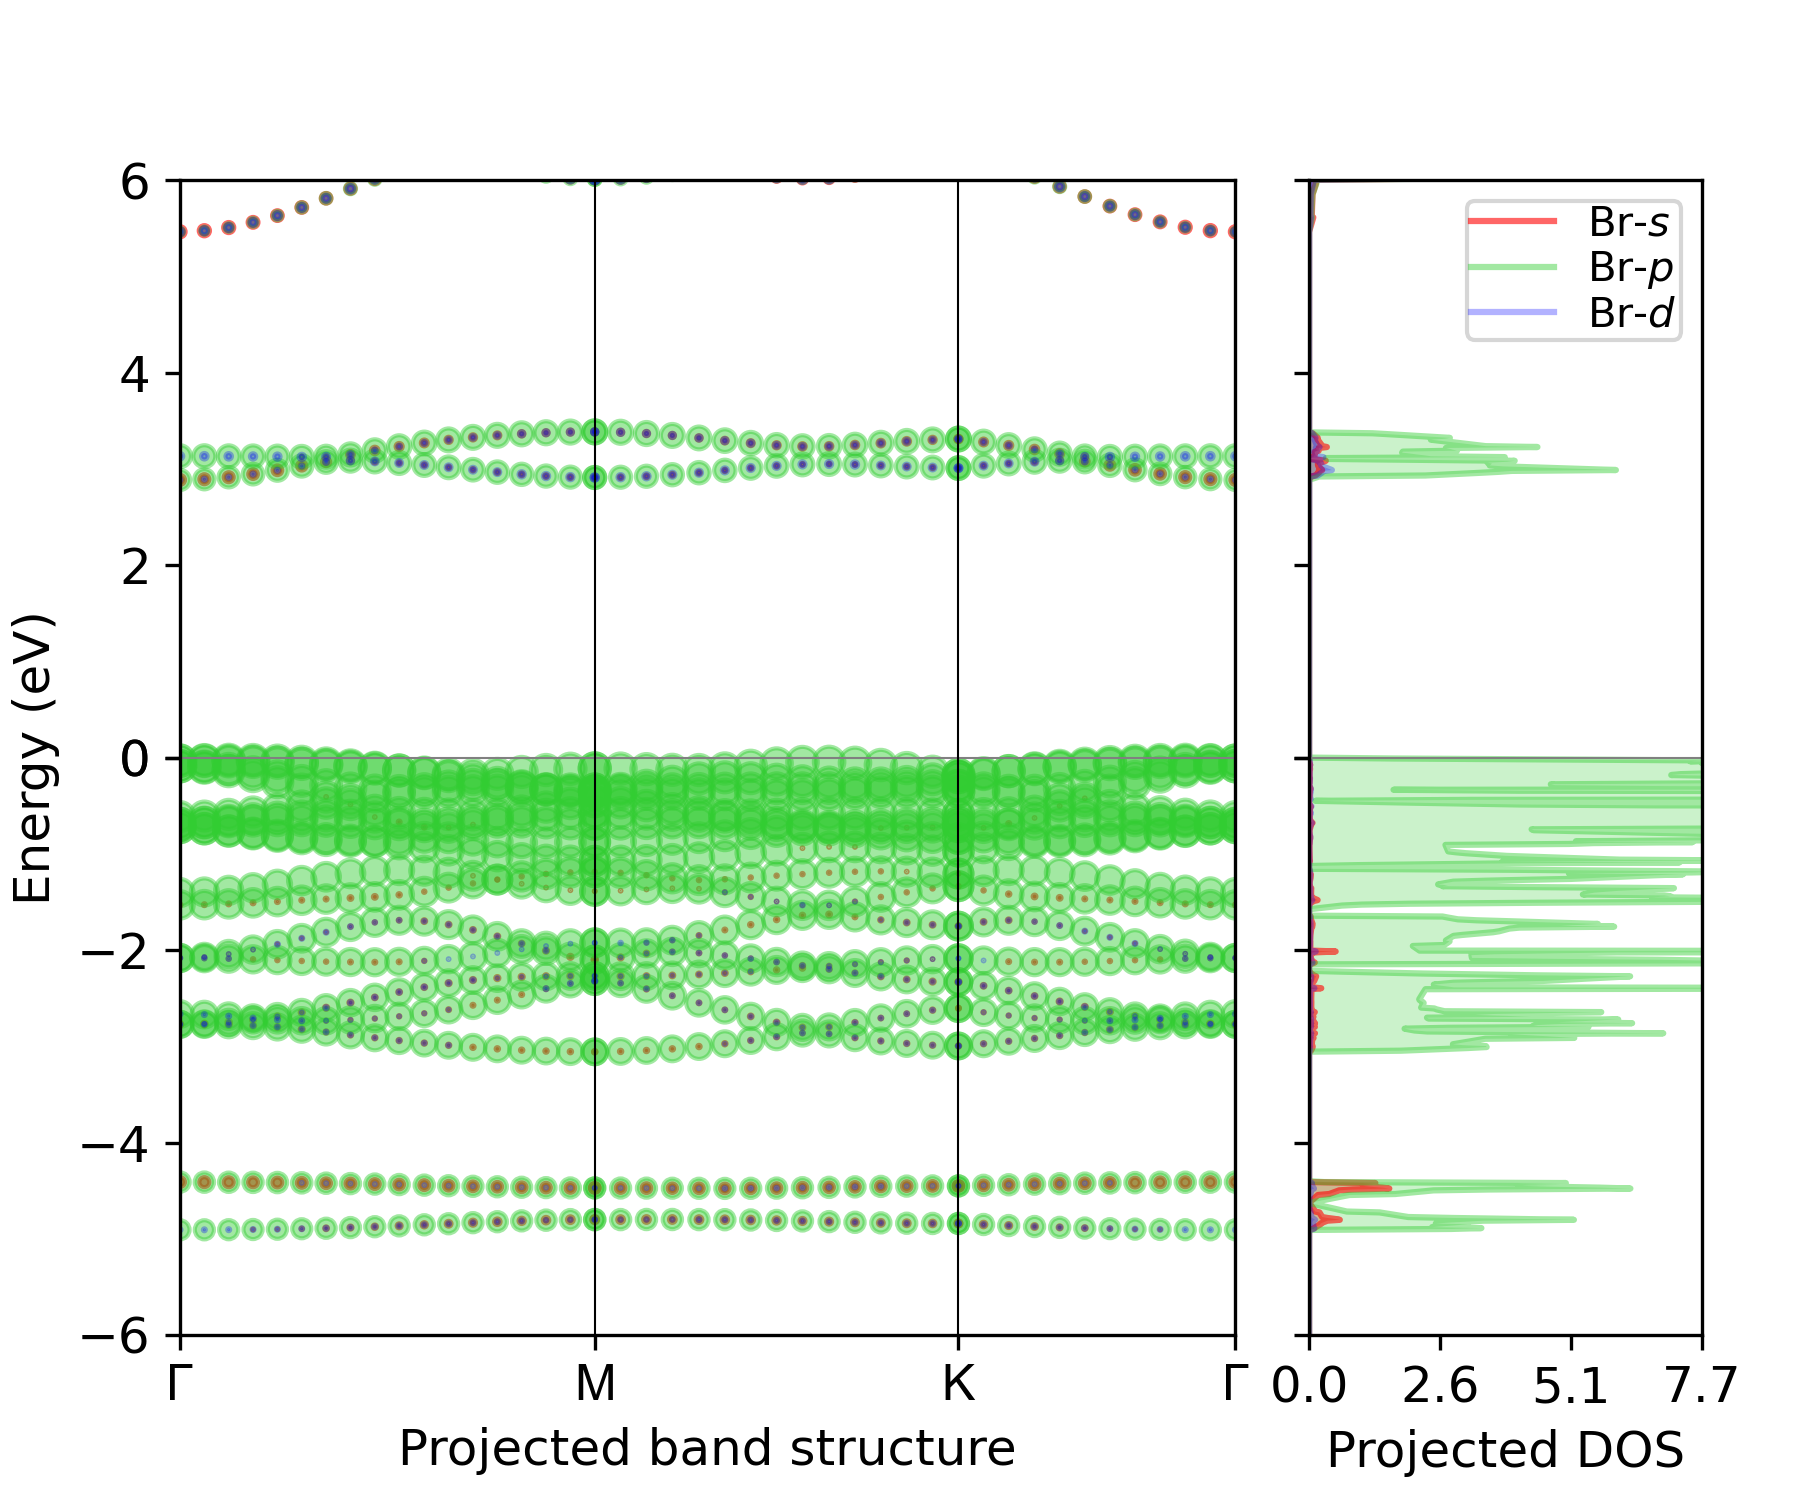 6
4
2
0
−2
−4
−6
Energy (eV)
Γ M K Γ
Projected band structure
Br-s
Br-p
Br-d
0.0 2.6 5.1 7.7
Projected DOS